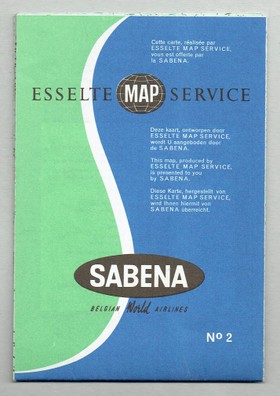 Cette carte, réalisée par
ESSELTE MAP SERVICE,
vous est offerte par
la SABENA.
ESSELTE MAP SERVICE
Deze kaart, ontworpen door
ESSELTE MAP SERVICE,
wordt U aangeboden door
de SABENA.
This map, produced by
ESSELTE MAP SERVICE,
is presented to you
by SABENA.
Diese Karte, hergestellt von
ESSELTE MAP SERVICE,
wird Ihnen hiermit von
SABENA überreicht.
SABENA
BELGIAN World AIRLINES
No 2